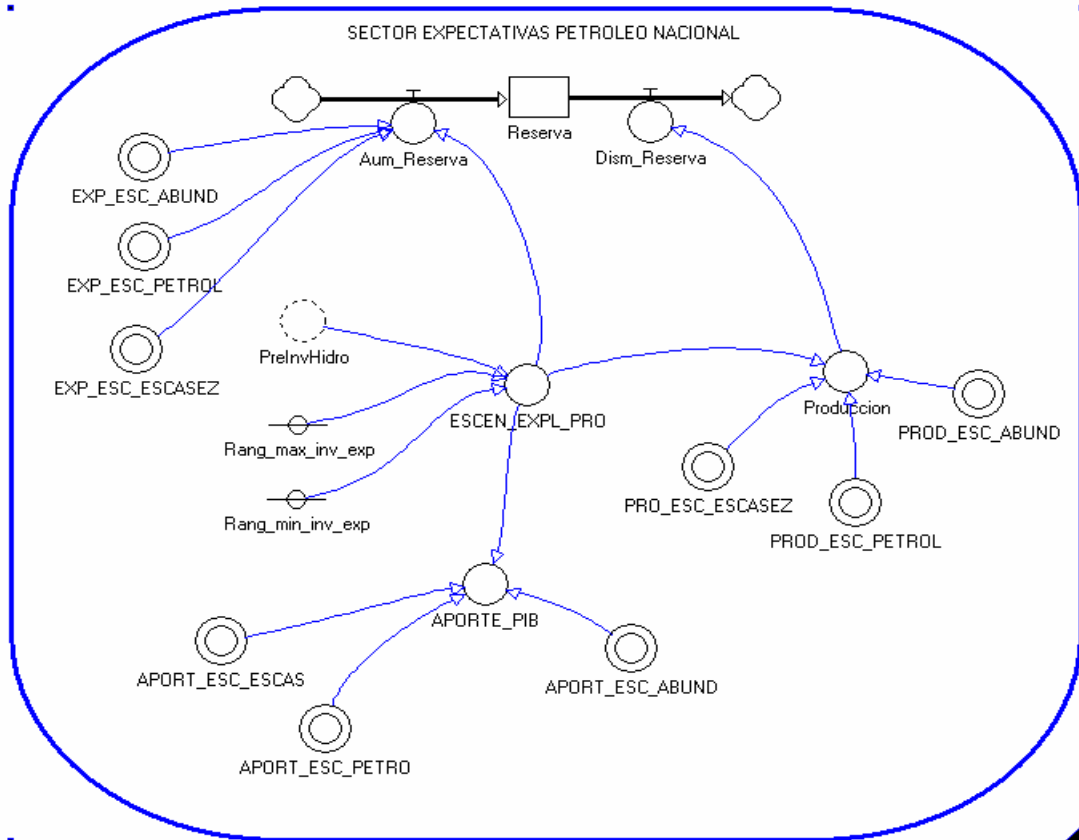 SECTOR EXPECTATIVAS PETROLEO NACIONAL
Reserva
Aum_Reserva
Dism_Reserva
EXP_ESC_ABUND
EXP_ESC_PETROL
PreInvHidro
EXP_ESC_ESCASEZ
ESCEN_EXPL_PRO
Produccion
PROD_ESC_ABUND
Rang_max_inv_exp
PRO_ESC_ESCASEZ
Rang_min_inv_exp
PROD_ESC_PETROL
APORTE_PIB
APORT_ESC_ESCAS
APORT_ESC_ABUND
APORT_ESC_PETRO